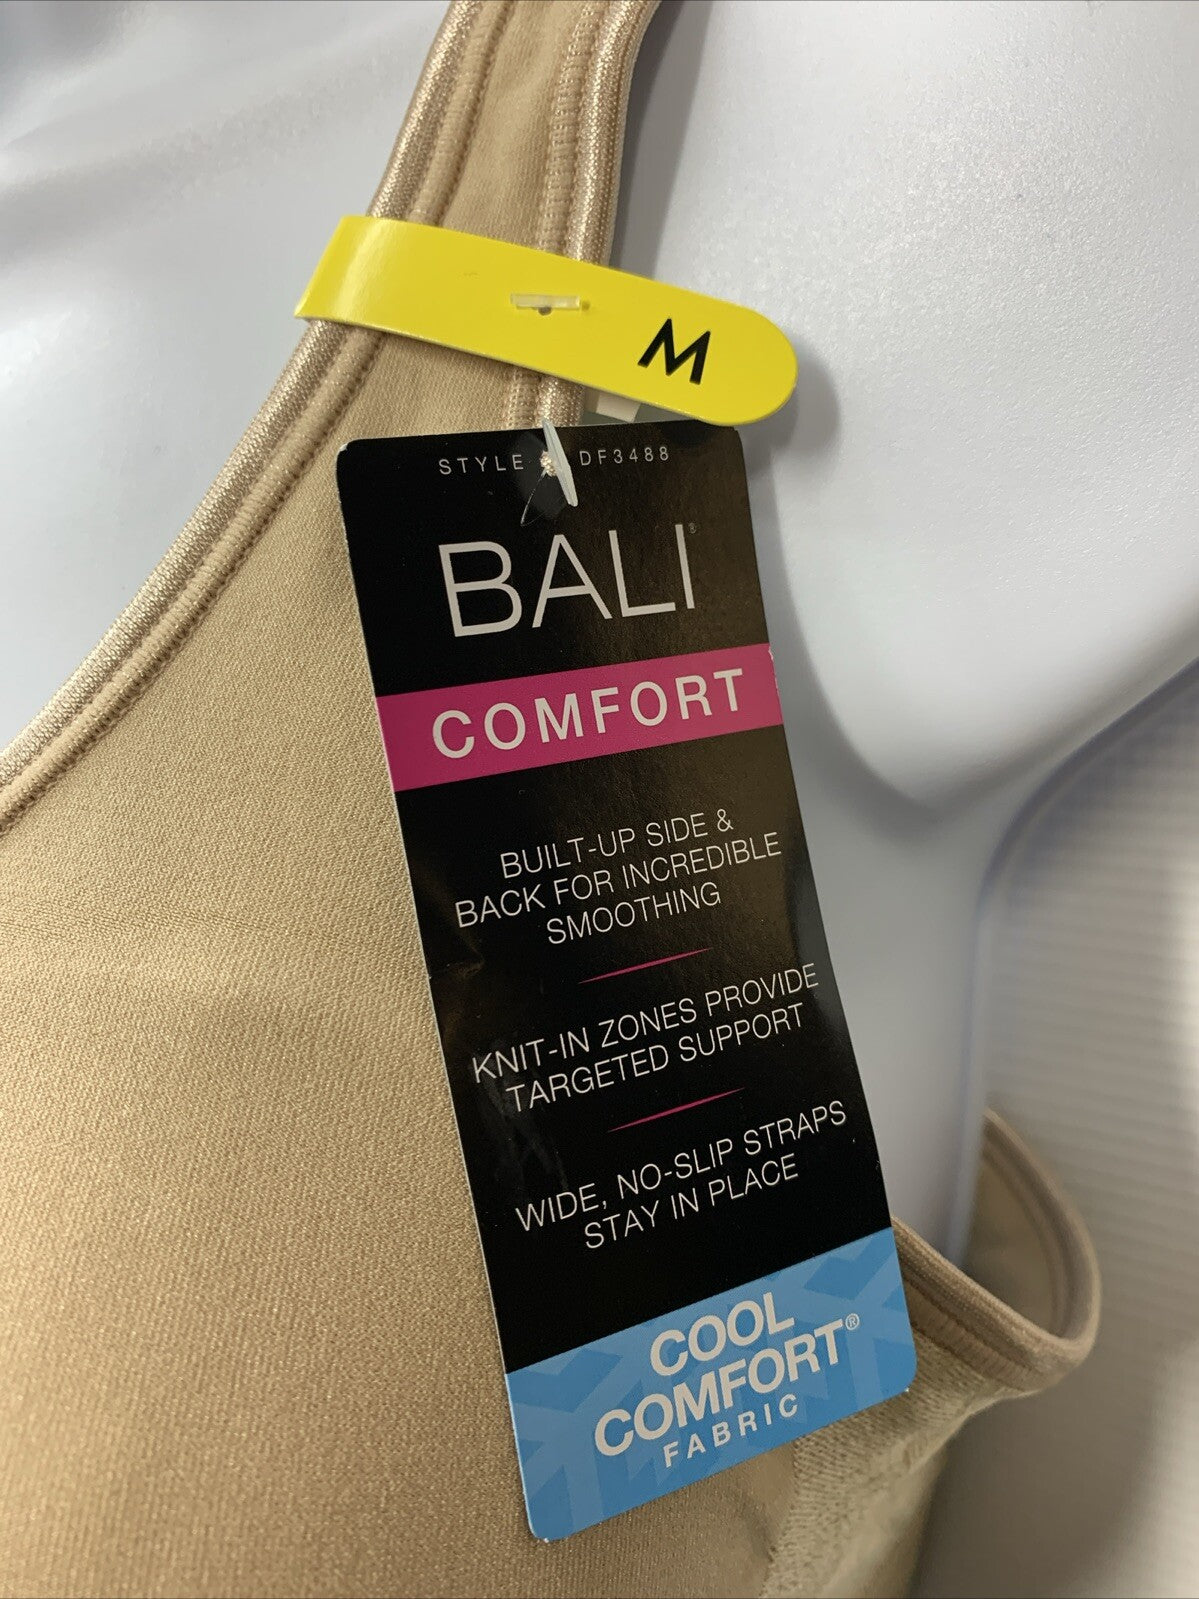 M
STYLE DF3488
BALI®
COMFORT
BUILT-UP SIDE &
BACK FOR INCREDIBLE
SMOOTHING
KNIT-IN ZONES PROVIDE
TARGETED SUPPORT
WIDE, NO-SLIP STRAPS
STAY IN PLACE
COOL
COMFORT®
FABRIC